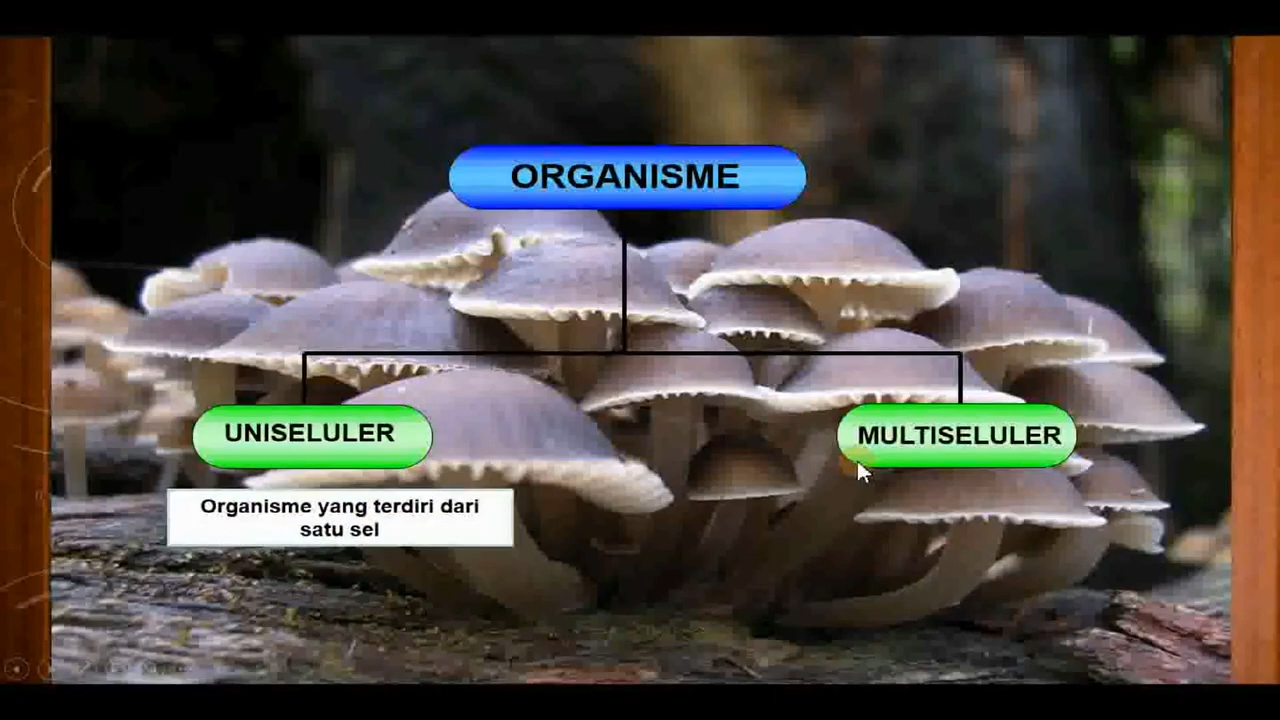 ORGANISME
UNISELULER
MULTISELULER
Organisme yang terdiri dari
satu sel